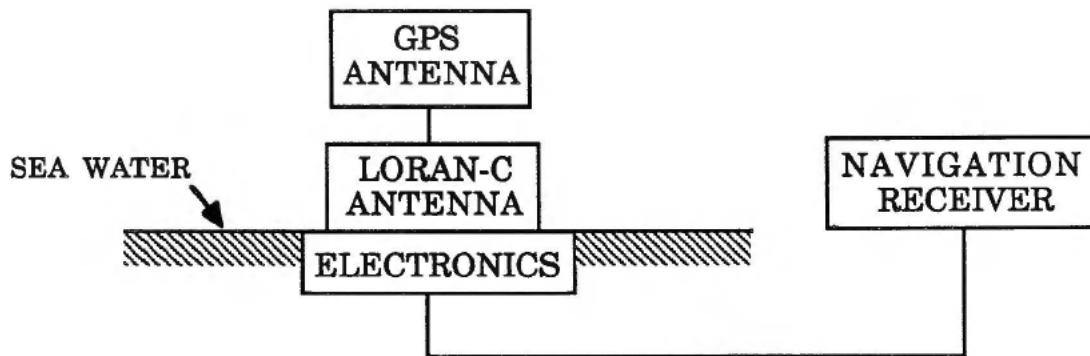 GPS
ANTENNA
SEA WATER
LORAN-C
ANTENNA
NAVIGATION
RECEIVER
ELECTRONICS